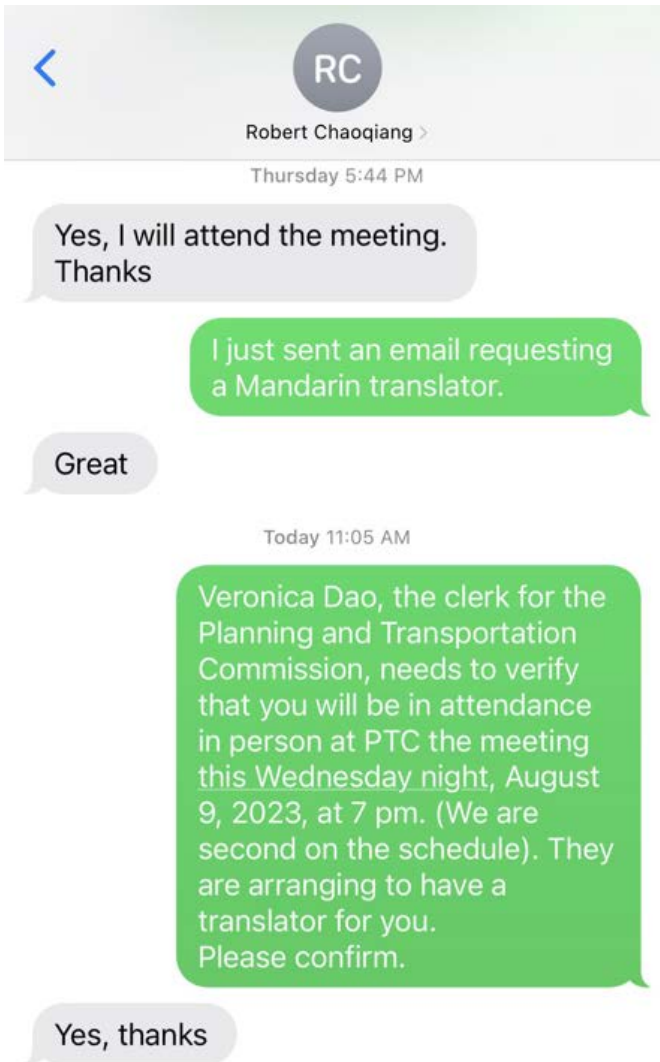 RC
Robert Chaoqiang >
Thursday 5:44 PM
Yes, I will attend the meeting.
Thanks
I just sent an email requesting
a Mandarin translator.
Great
Today 11:05 AM
Veronica Dao, the clerk for the
Planning and Transportation
Commission, needs to verify
that you will be in attendance
in person at PTC the meeting
this Wednesday night, August
9, 2023, at 7 pm. (We are
second on the schedule). They
are arranging to have a
translator for you.
Please confirm.
Yes, thanks